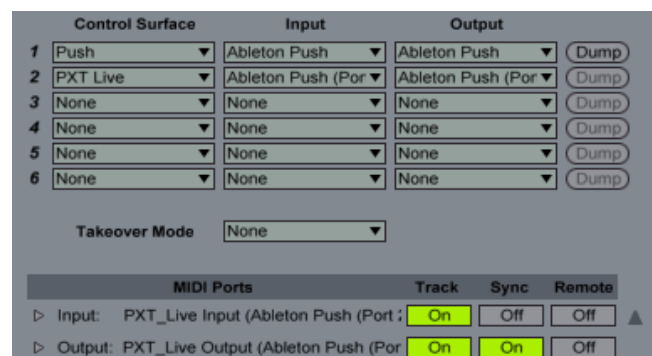 Control Surface Input Output
1 Push Ableton Push Ableton Push Dump
2 PXT Live Ableton Push (Por Ableton Push (Por Dump
3 None None None Dump
4 None None None Dump
5 None None None Dump
6 None None None Dump
Takeover Mode None
MIDI Ports Track Sync Remote
Input: PXT_Live Input (Ableton Push (Port 2 On Off Off
Output: PXT_Live Output (Ableton Push (Por On On Off